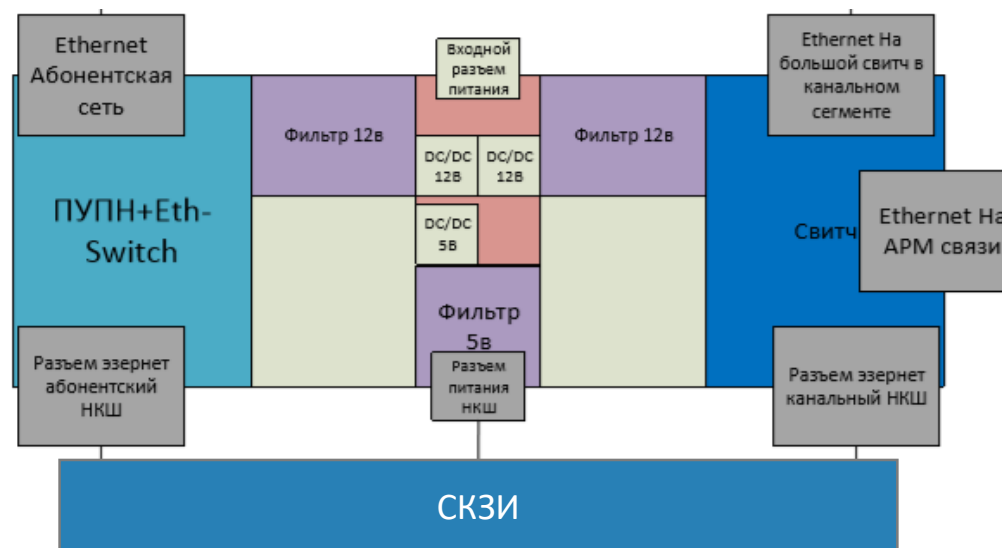 Ethernet
Абонентская
сеть
Входной
разъем
питания
Ethernet На
большой свитч в
канальном
сегменте
Фильтр 12в
DC/DC
12В
DC/DC
12В
Фильтр 12в
ПУПН+Eth-
Switch
DC/DC
5В
Свитч
Ethernet На
АРМ связи
Фильтр
5в
Разъем эзернет
абонентский
НКШ
Разъем
питания
НКШ
Разъем эзернет
канальный НКШ
СКЗИ